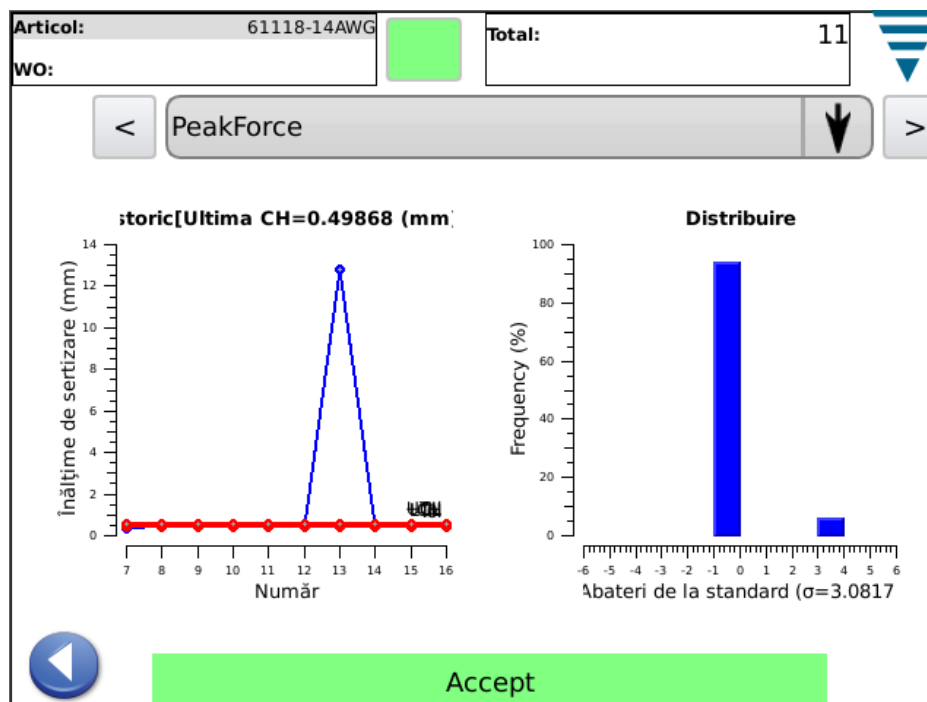 Articol: 61118-14AWG
WO:
Total: 11
< PeakForce >
storic[Ultima CH=0.49868 (mm)
Înălţime de sertizare (mm)
14
12
10
8
6
4
2
0
7 8 9 10 11 12 13 14 15 16
Număr
Distribuire
Frequency (%)
100
80
60
40
20
0
-6 -5 -4 -3 -2 -1 0 1 2 3 4 5 6
Abateri de la standard (σ=3.0817
Accept